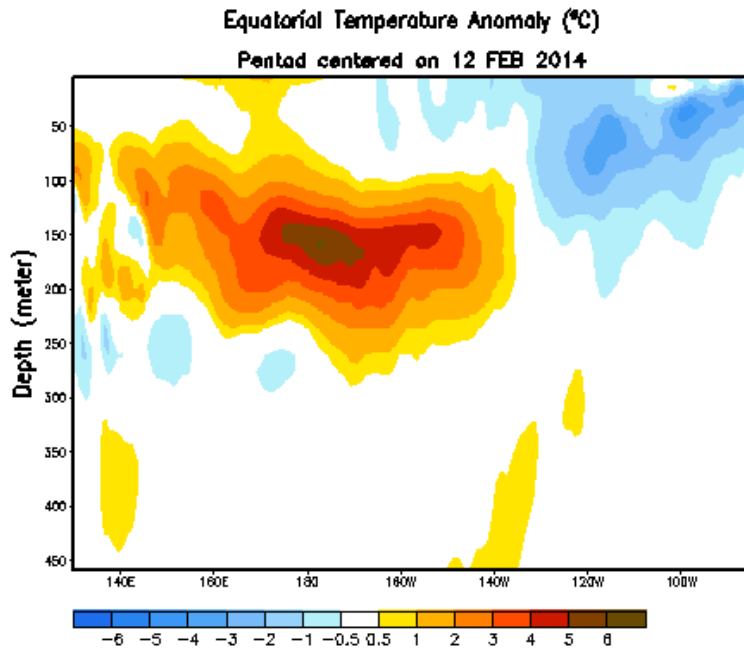 Equatorial Temperature Anomaly (°C)
Pentad centered on 12 FEB 2014
Depth (meter)
50
100
150
200
250
300
350
400
450
140E 160E 180 160W 140W 120W 100W
-6 -5 -4 -3 -2 -1 -0.5 0.5 1 2 3 4 5 6